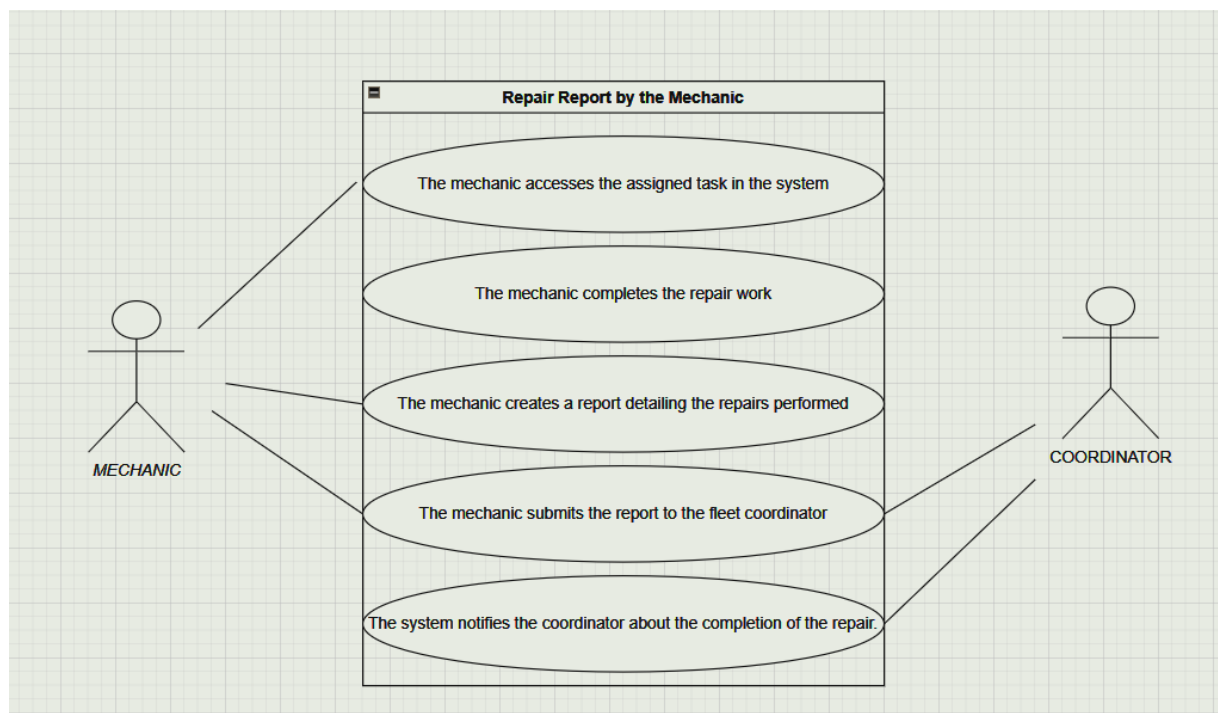 Repair Report by the Mechanic
The mechanic accesses the assigned task in the system
The mechanic completes the repair work
The mechanic creates a report detailing the repairs performed
The mechanic submits the report to the fleet coordinator
The system notifies the coordinator about the completion of the repair.
MECHANIC
COORDINATOR